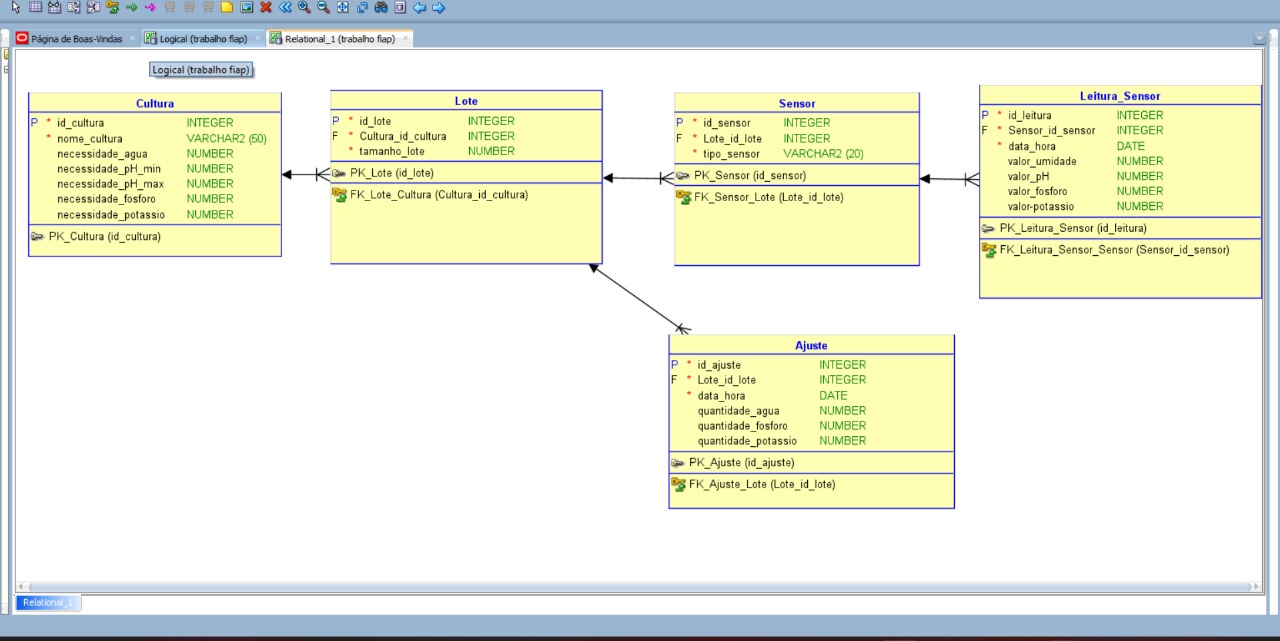 Página de Boas-Vindas
Logical (trabalho fiap)
Relational_1 (trabalho fiap)
Logical (trabalho fiap)
Cultura
P * id_cultura INTEGER
* nome_cultura VARCHAR2 (50)
necessidade_agua NUMBER
necessidade_pH_min NUMBER
necessidade_pH_max NUMBER
necessidade_fosforo NUMBER
necessidade_potassio NUMBER
PK_Cultura (id_cultura)
Lote
P * id_lote INTEGER
F * Cultura_id_cultura INTEGER
* tamanho_lote NUMBER
PK_Lote (id_lote)
FK_Lote_Cultura (Cultura_id_cultura)
Sensor
P * id_sensor INTEGER
F * Lote_id_lote INTEGER
* tipo_sensor VARCHAR2 (20)
PK_Sensor (id_sensor)
FK_Sensor_Lote (Lote_id_lote)
Leitura_Sensor
P * id_leitura INTEGER
F * Sensor_id_sensor INTEGER
* data_hora DATE
valor_umidade NUMBER
valor_pH NUMBER
valor_fosforo NUMBER
valor-potassio NUMBER
PK_Leitura_Sensor (id_leitura)
FK_Leitura_Sensor_Sensor (Sensor_id_sensor)
Ajuste
P * id_ajuste INTEGER
F * Lote_id_lote INTEGER
* data_hora DATE
quantidade_agua NUMBER
quantidade_fosforo NUMBER
quantidade_potassio NUMBER
PK_Ajuste (id_ajuste)
FK_Ajuste_Lote (Lote_id_lote)
Relational_1